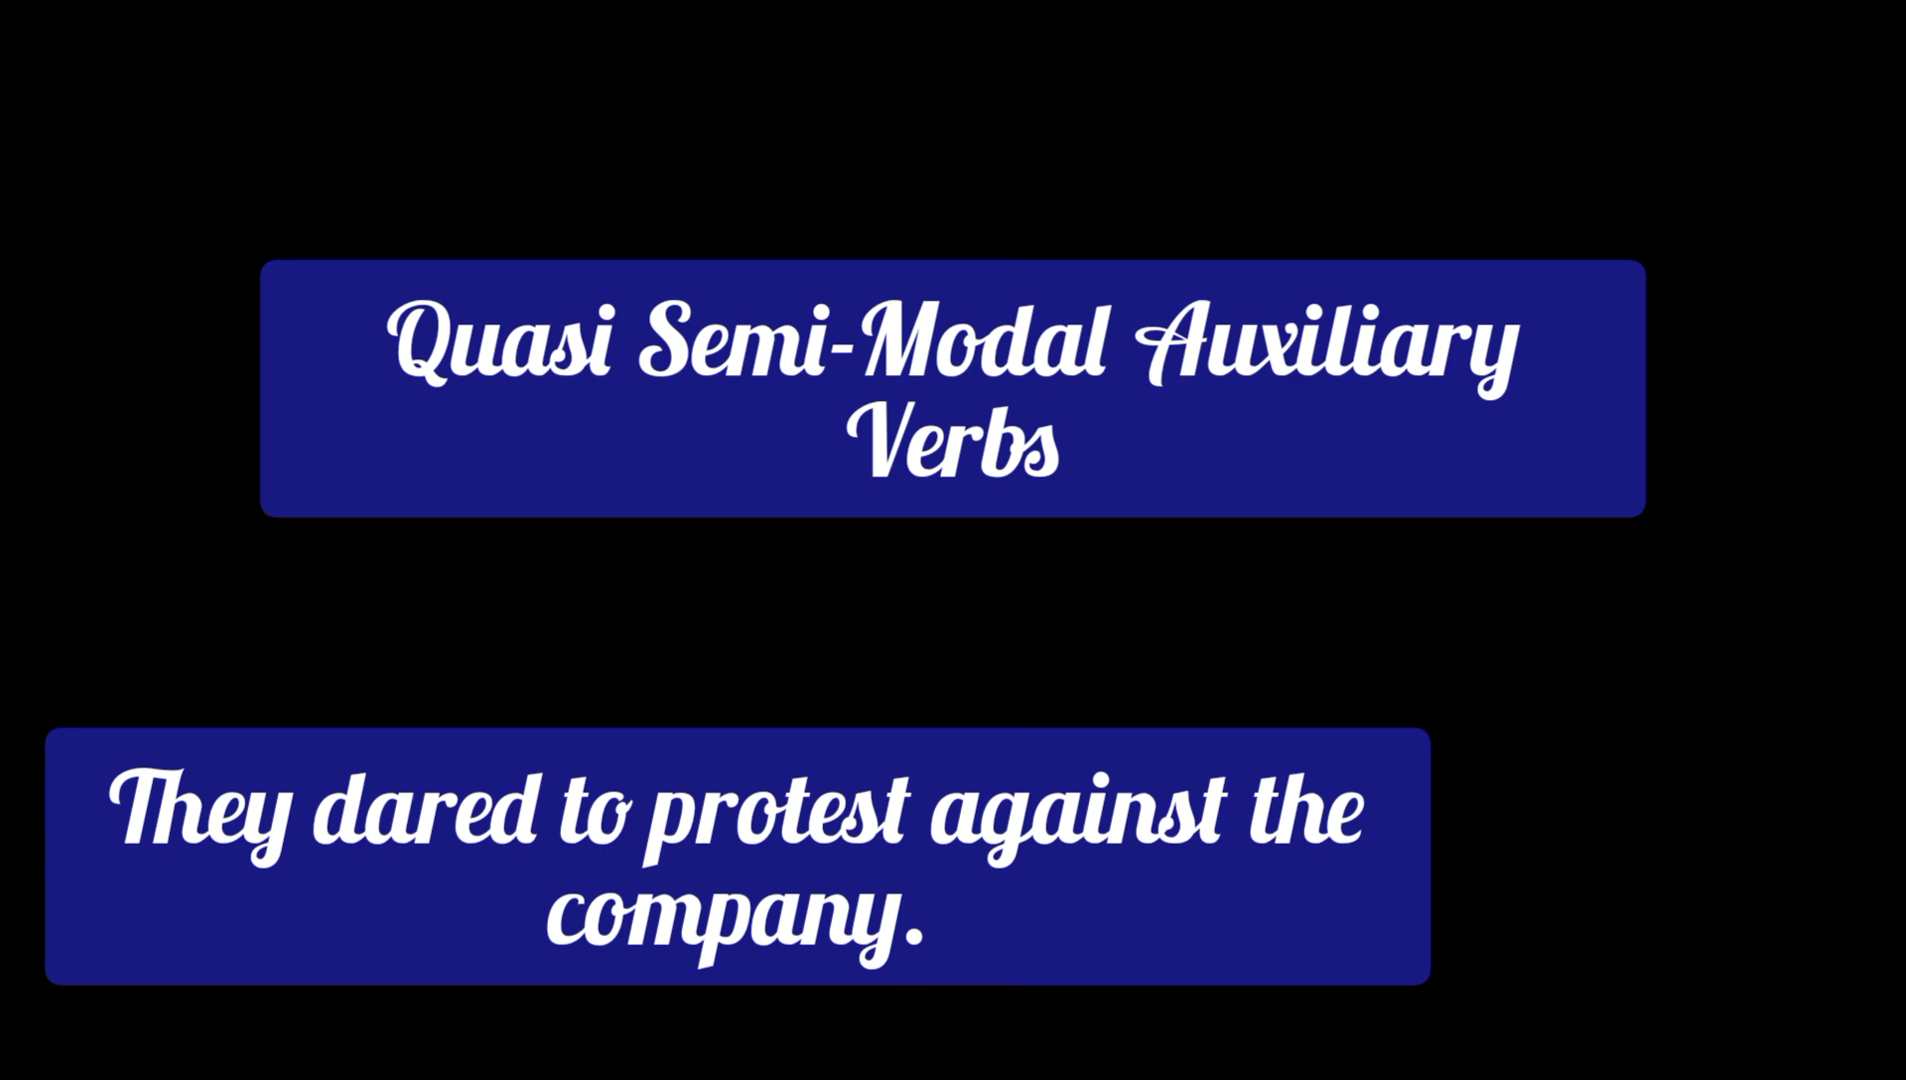 Quasi Semi-Modal Auxiliary
Verbs
They dared to protest against the
company.